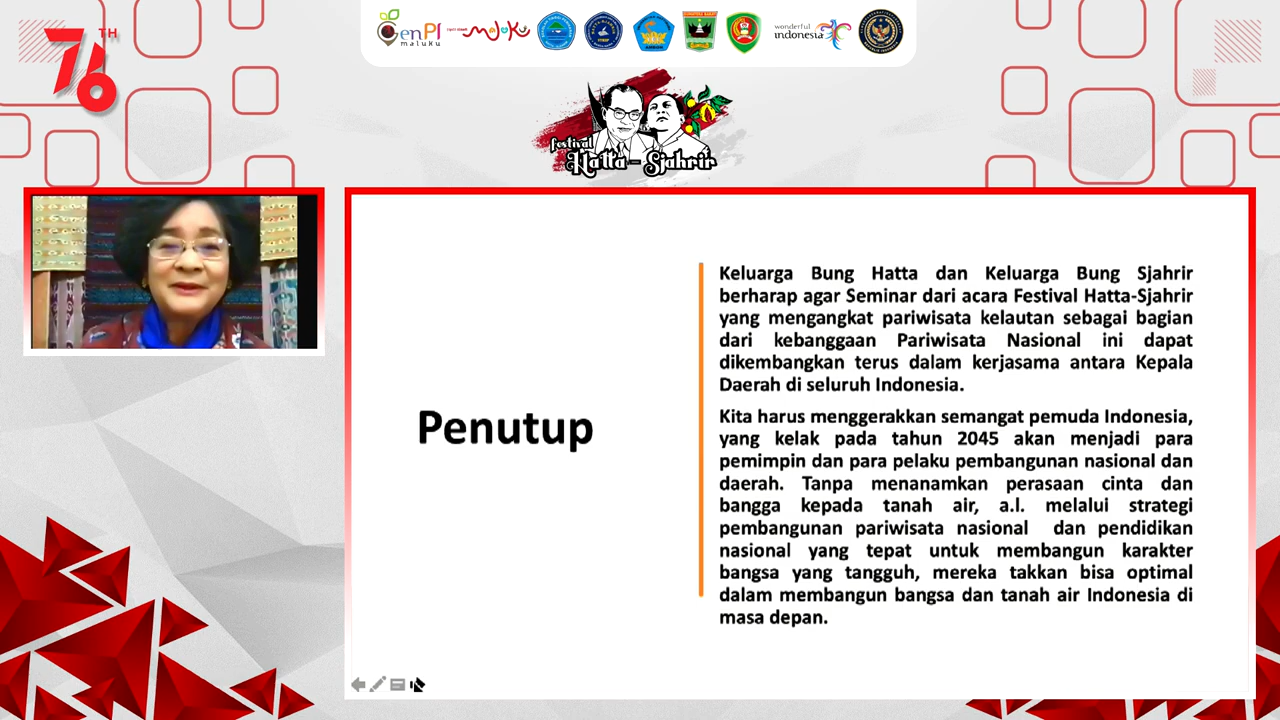 76
TH
GenPI
maluku
wonderful
indonesia
festival
Hatta - Sjahrir
Penutup
Keluarga Bung Hatta dan Keluarga Bung Sjahrir
berharap agar Seminar dari acara Festival Hatta-Sjahrir
yang mengangkat pariwisata kelautan sebagai bagian
dari kebanggaan Pariwisata Nasional ini dapat
dikembangkan terus dalam kerjasama antara Kepala
Daerah di seluruh Indonesia.
Kita harus menggerakkan semangat pemuda Indonesia,
yang kelak pada tahun 2045 akan menjadi para
pemimpin dan para pelaku pembangunan nasional dan
daerah. Tanpa menanamkan perasaan cinta dan
bangga kepada tanah air, a.l. melalui strategi
pembangunan pariwisata nasional dan pendidikan
nasional yang tepat untuk membangun karakter
bangsa yang tangguh, mereka takkan bisa optimal
dalam membangun bangsa dan tanah air Indonesia di
masa depan.